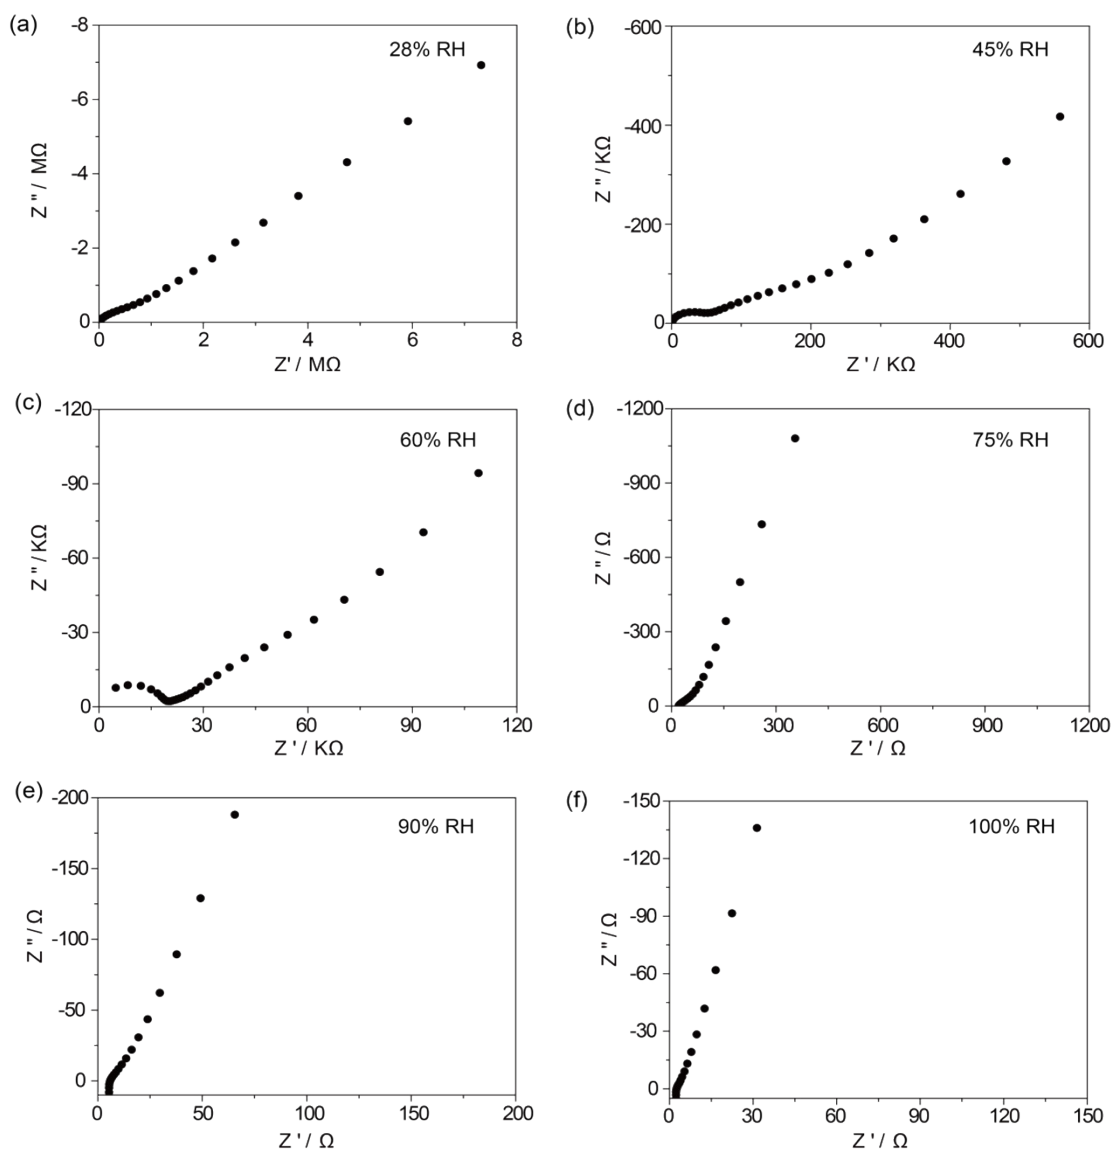 (a)
28% RH
-8
-6
-4
-2
0
Z'' / MΩ
0 2 4 6 8
Z' / MΩ
(b)
45% RH
-600
-400
-200
0
Z'' / KΩ
0 200 400 600
Z' / KΩ
(c)
60% RH
-120
-90
-60
-30
0
Z'' / KΩ
0 30 60 90 120
Z' / KΩ
(d)
75% RH
-1200
-900
-600
-300
0
Z'' / Ω
0 300 600 900 1200
Z' / Ω
(e)
90% RH
-200
-150
-100
-50
0
Z'' / Ω
0 50 100 150 200
Z' / Ω
(f)
100% RH
-150
-120
-90
-60
-30
0
Z'' / Ω
0 30 60 90 120 150
Z' / Ω